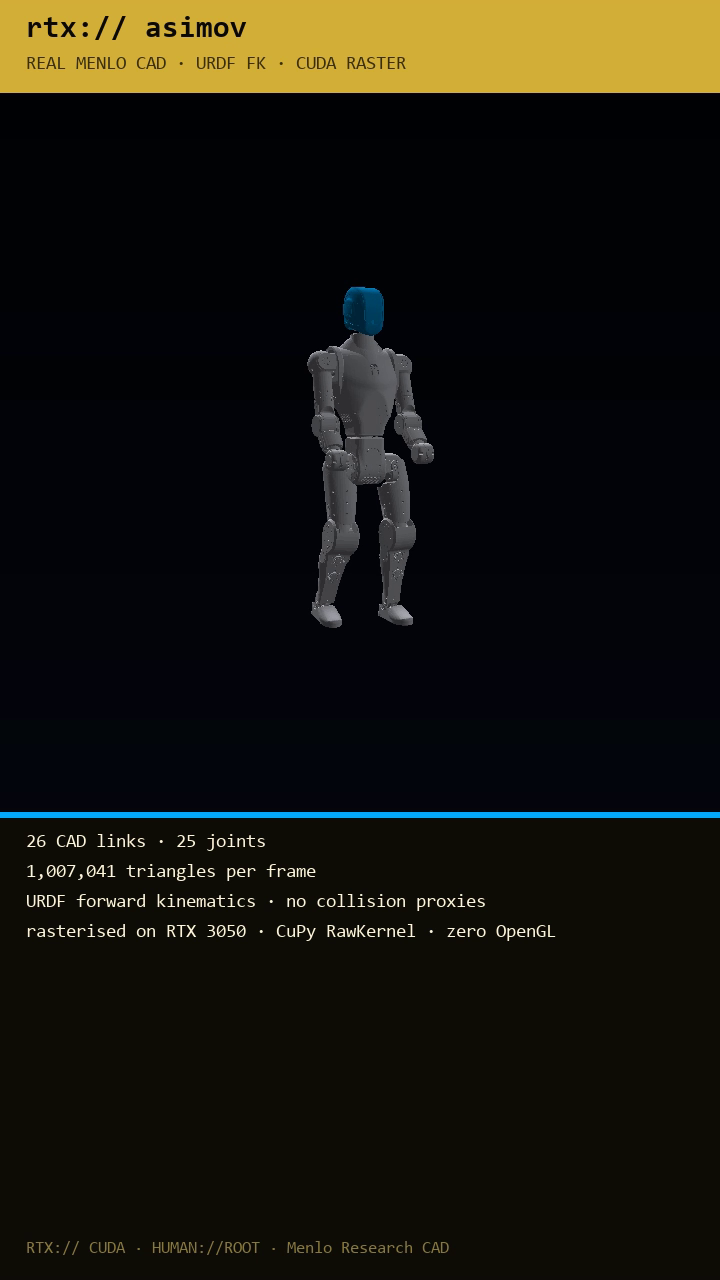 rtx:// asimov
REAL MENLO CAD · URDF FK · CUDA RASTER
26 CAD links · 25 joints
1,007,041 triangles per frame
URDF forward kinematics · no collision proxies
rasterised on RTX 3050 · CuPy RawKernel · zero OpenGL
RTX:// CUDA · HUMAN://ROOT · Menlo Research CAD